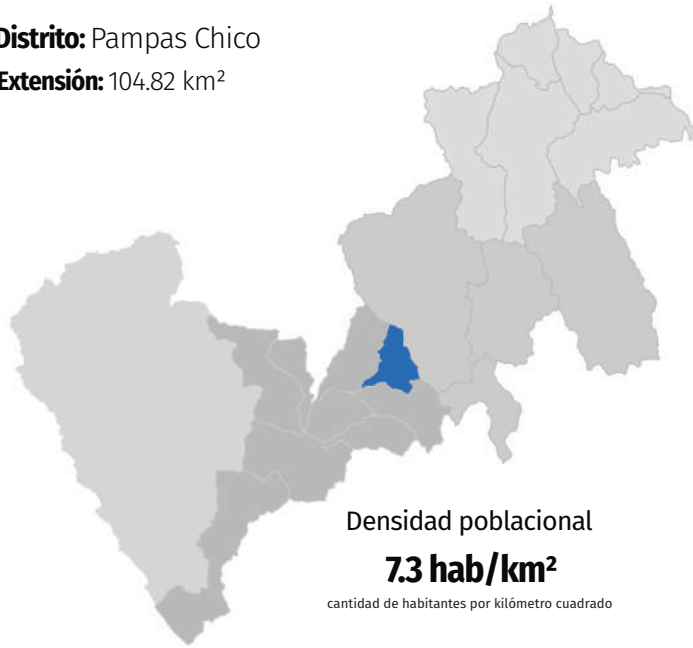 Distrito: Pampas Chico
Extensión: 104.82 km²
Densidad poblacional
7.3 hab/km²
cantidad de habitantes por kilómetro cuadrado